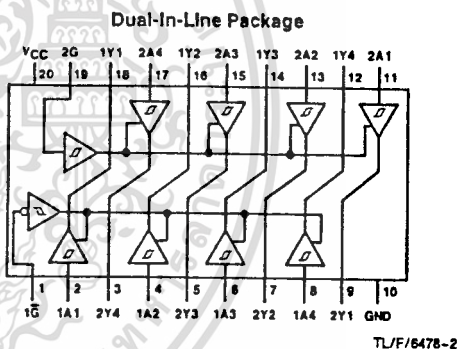 Dual-In-Line Package
VCC 2G 1Y1 2A4 1Y2 2A3 1Y3 2A2 1Y4 2A1
20 19 18 17 16 15 14 13 12 11
1 2 3 4 5 6 7 8 9 10
1G̅ 1A1 2Y4 1A2 2Y3 1A3 2Y2 1A4 2Y1 GND
TL/F/6478-2